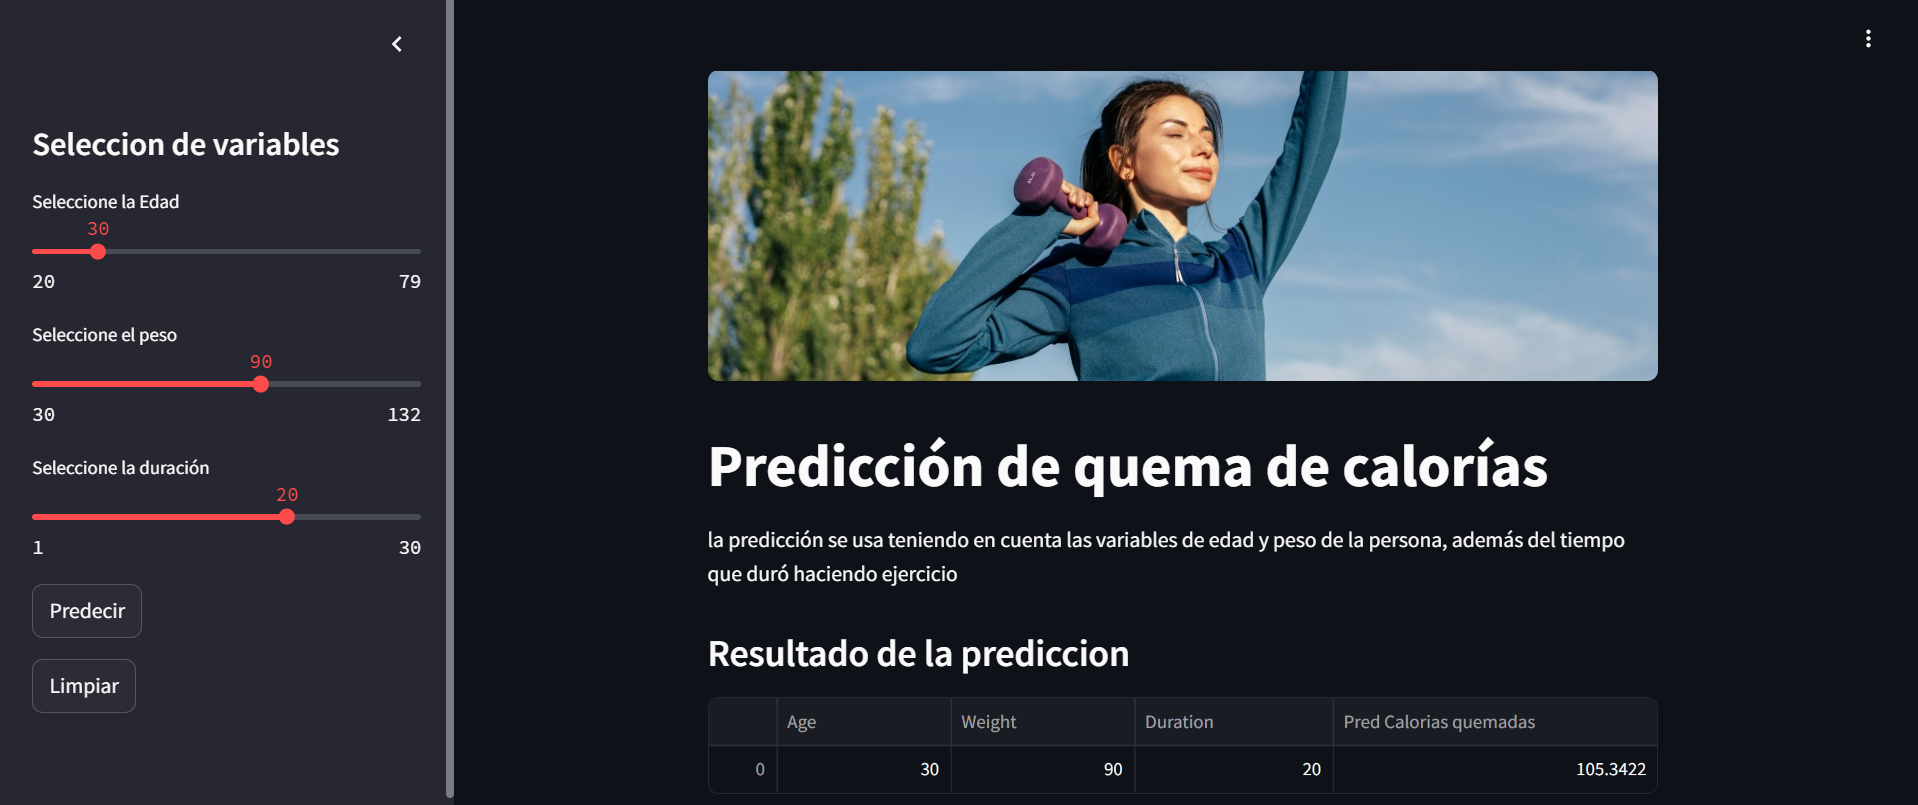 Seleccion de variables
Seleccione la Edad
30
20 79
Seleccione el peso
90
30 132
Seleccione la duración
20
1 30
Predecir
Limpiar
Predicción de quema de calorías
la predicción se usa teniendo en cuenta las variables de edad y peso de la persona, además del tiempo
que duró haciendo ejercicio
Resultado de la prediccion
Age Weight Duration Pred Calorias quemadas
0 30 90 20 105.3422